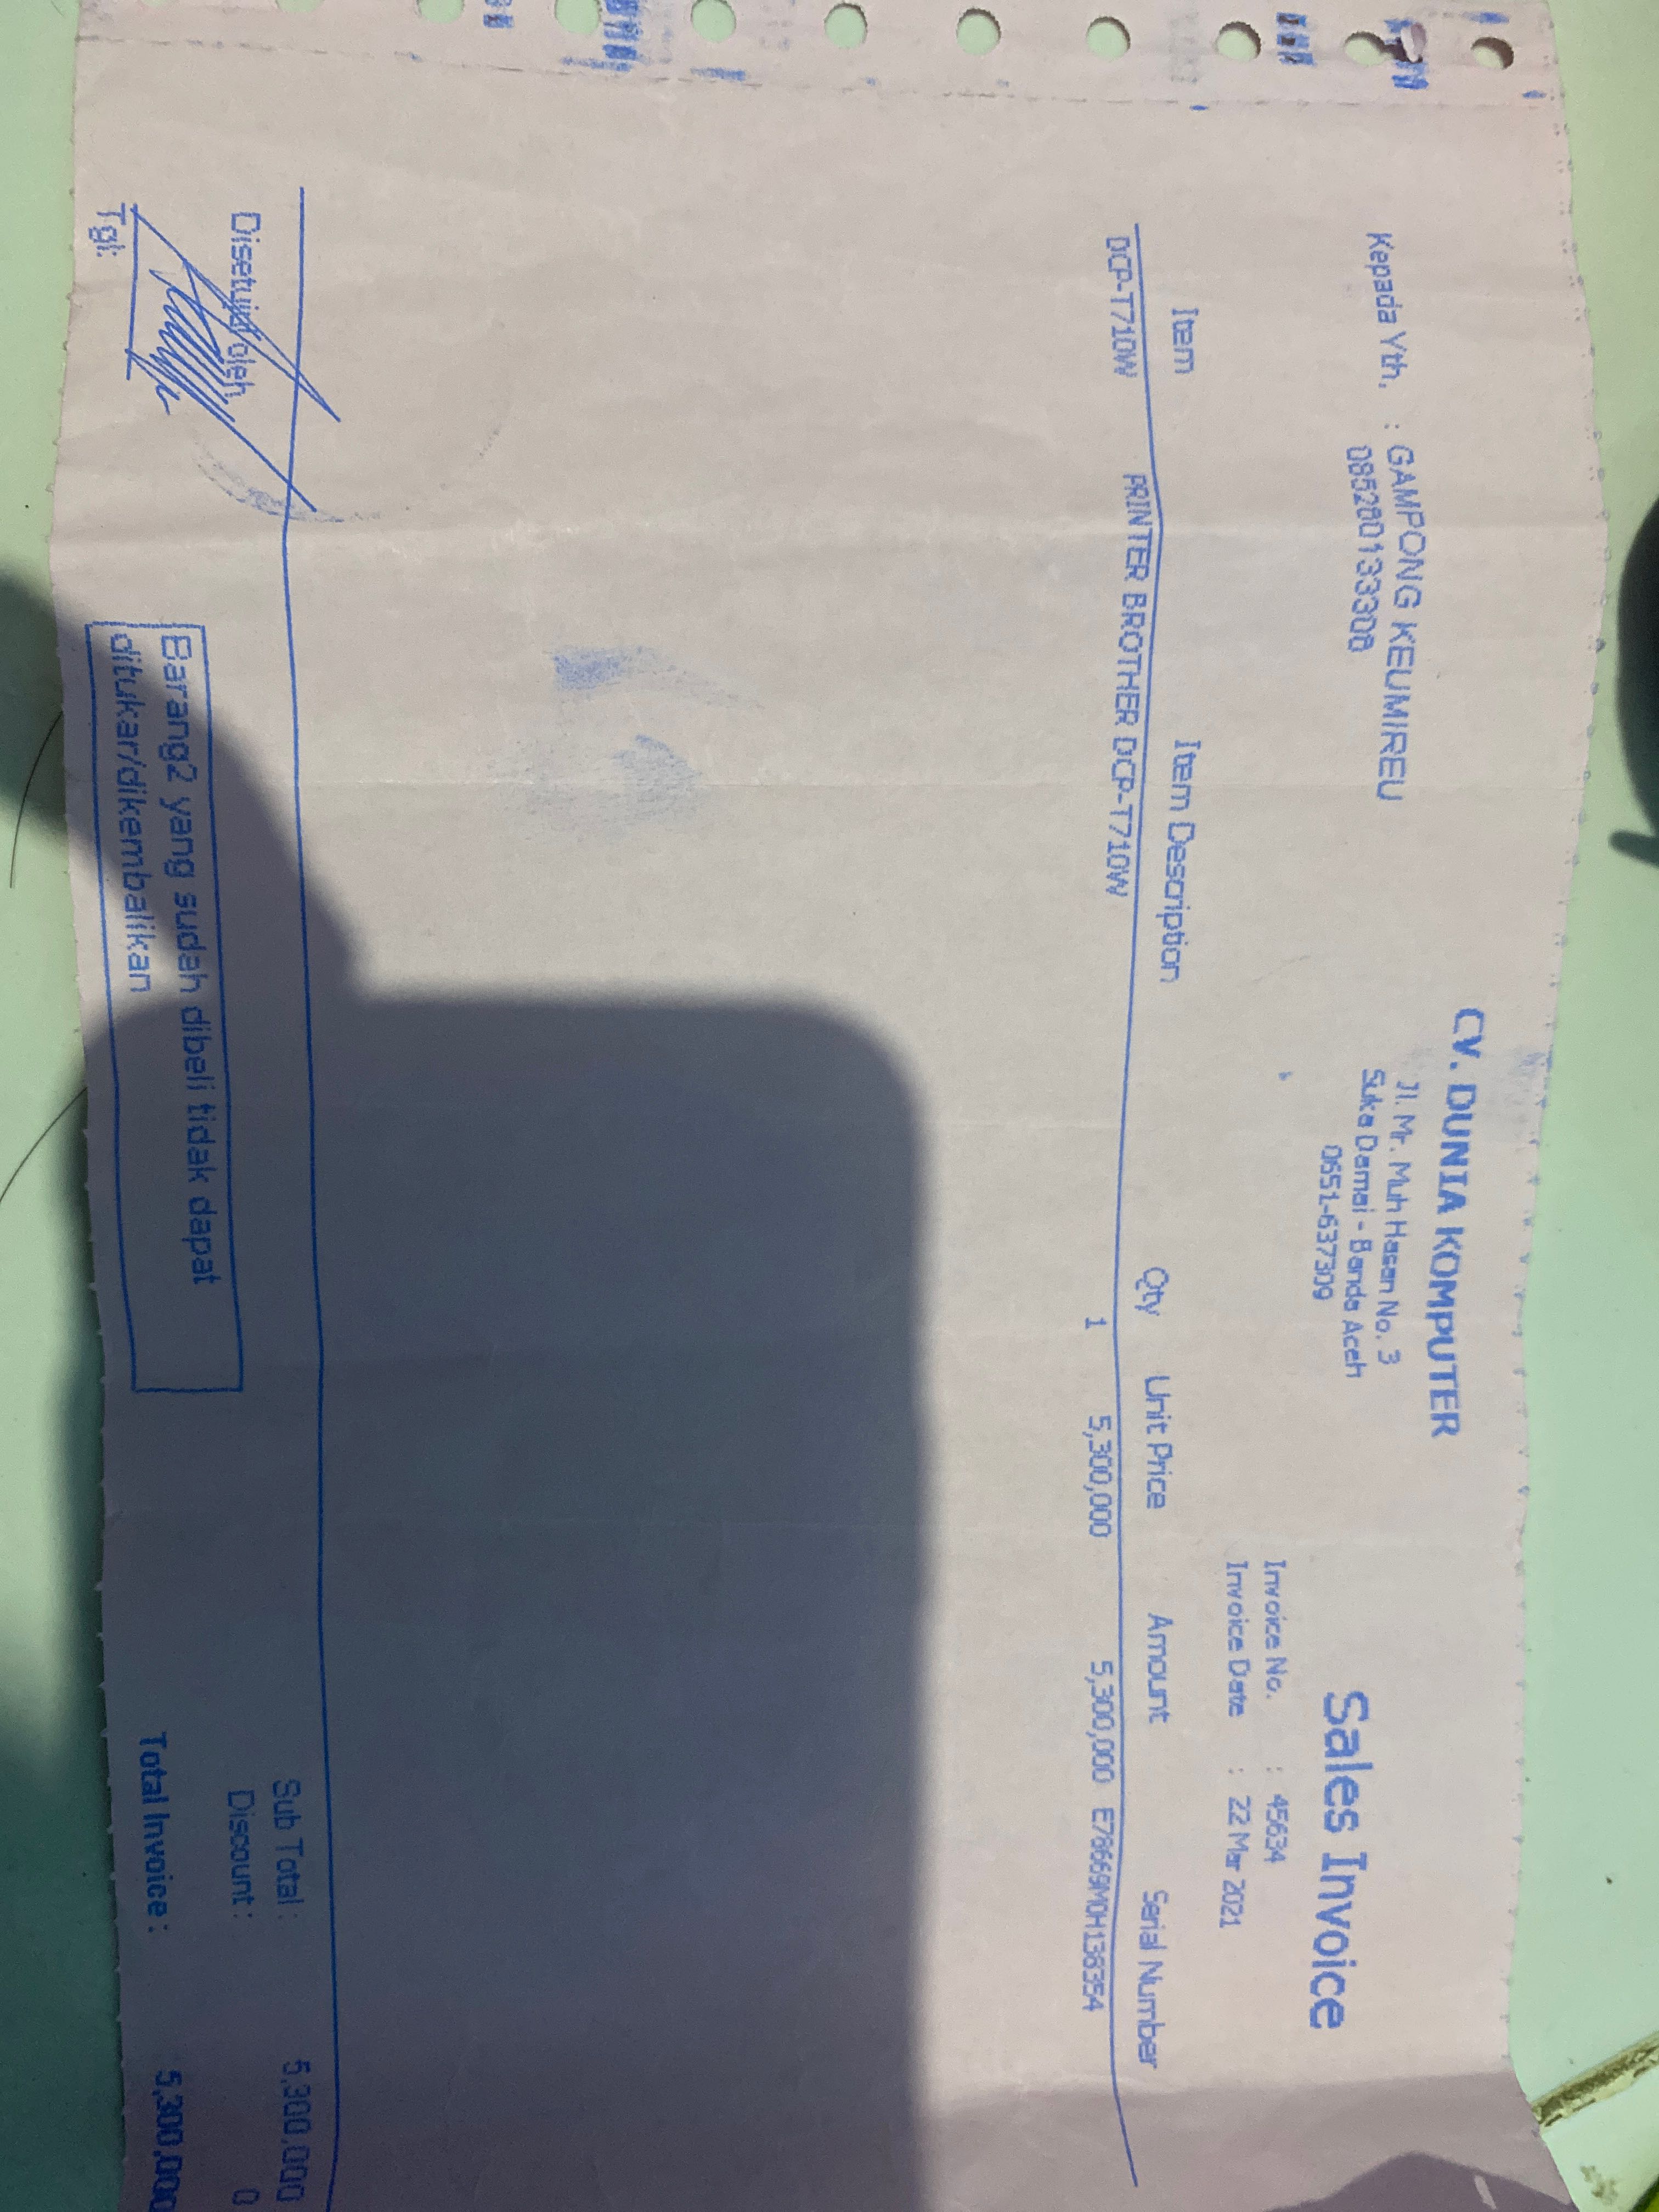 CV. DUNIA KOMPUTER
Jl. Mr. Muh Hasan No. 3
Suka Damai - Banda Aceh
0651-637309
Sales Invoice
Kepada Yth. : GAMPONG KEUMIREU
085280133308
Invoice No. : 45634
Invoice Date : 22 Mar 2021
Item Item Description Qty Unit Price Amount Serial Number
DCP-T710W PRINTER BROTHER DCP-T710W 1 5,300,000 5,300,000 E78669M0H138354
Sub Total : 5,300,000
Discount : 0
Total Invoice : 5,300,000
Disetujui oleh
Tgl:
Barang2 yang sudah dibeli tidak dapat
ditukar/dikembalikan